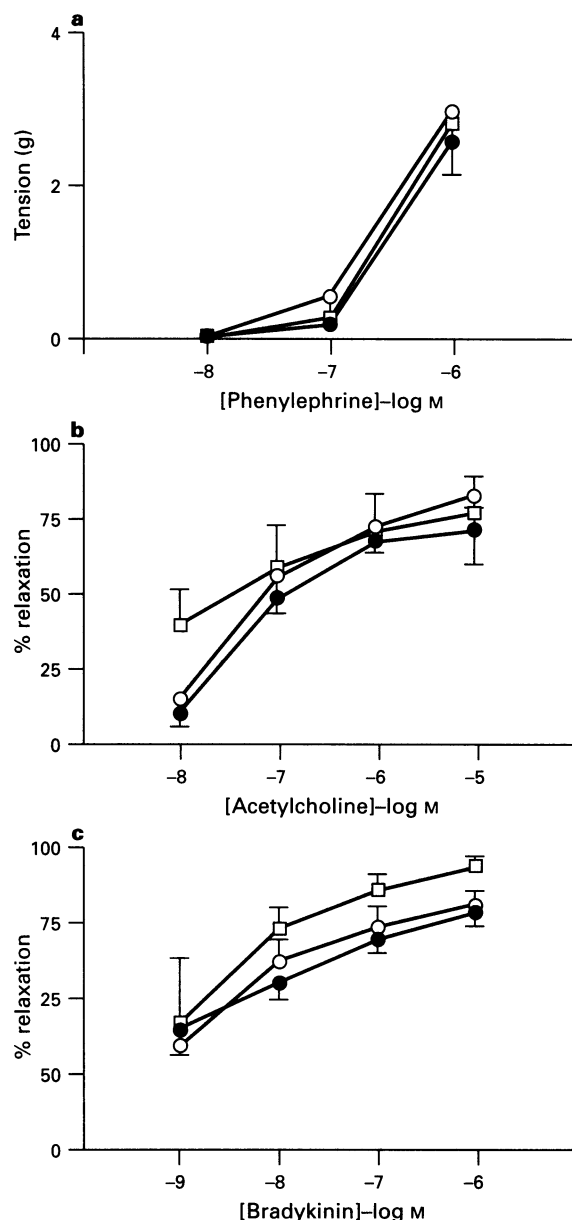 a
4
2
0
Tension (g)
-8
-7
-6
[Phenylephrine]–log M
b
100
75
50
25
0
% relaxation
-8
-7
-6
-5
[Acetylcholine]–log M
c
100
75
25
50
0
% relaxation
-9
-8
-7
-6
[Bradykinin]–log M